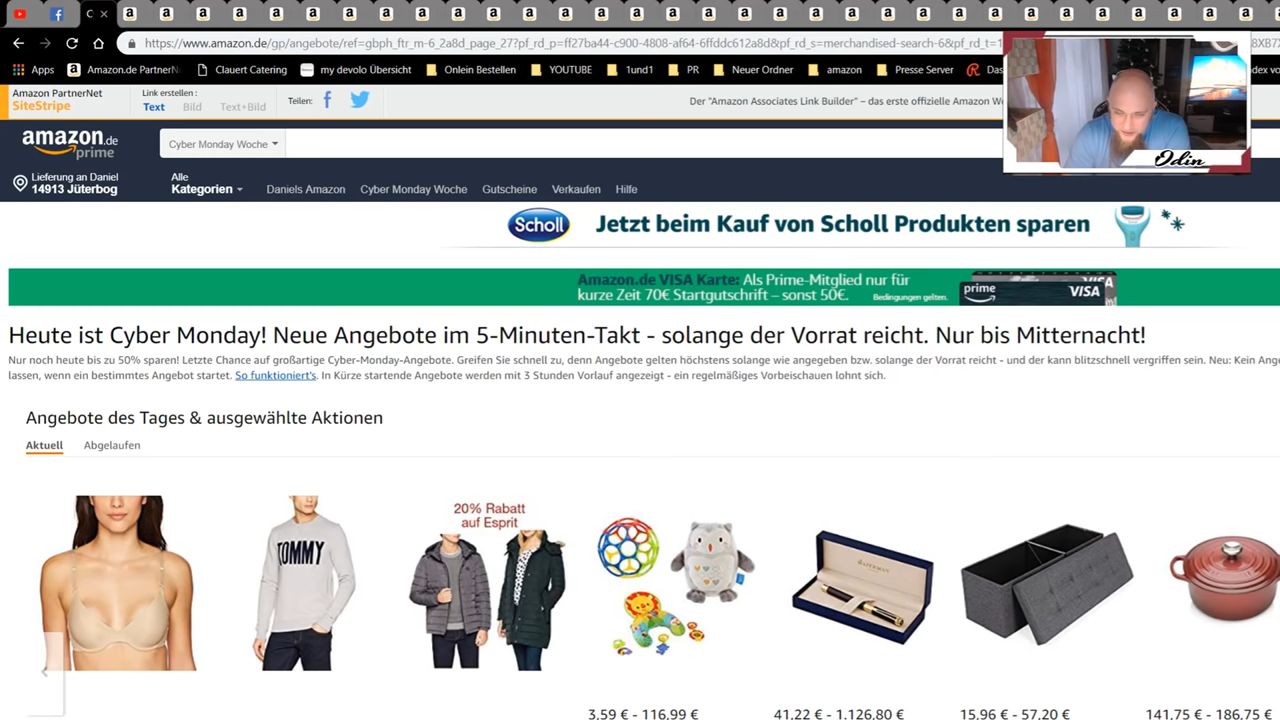 C
https://www.amazon.de/gp/angebote/ref=gbph_ftr_m-6_2a8d_page_27?pf_rd_p=ff27ba44-c900-4808-af64-6ffddc612a8d&pf_rd_s=merchandised-search-6&pf_rd_t=1
Apps
Amazon.de PartnerN
Clauert Catering
my devolo Übersicht
Onlein Bestellen
YOUTUBE
1und1
PR
Neuer Ordner
amazon
Presse Server
Das
Amazon PartnerNet
SiteStripe
Link erstellen :
Text
Bild
Text+Bild
Teilen:
Der "Amazon Associates Link Builder" – das erste offizielle Amazon
Odin
amazon.de
prime
Cyber Monday Woche
Lieferung an Daniel
14913 Jüterbog
Alle
Kategorien
Daniels Amazon
Cyber Monday Woche
Gutscheine
Verkaufen
Hilfe
Scholl
Jetzt beim Kauf von Scholl Produkten sparen
Amazon.de VISA Karte: Als Prime-Mitglied nur für
kurze Zeit 70€ Startgutschrift – sonst 50€.
Bedingungen gelten.
prime
VISA
Heute ist Cyber Monday! Neue Angebote im 5-Minuten-Takt - solange der Vorrat reicht. Nur bis Mitternacht!
Nur noch heute bis zu 50% sparen! Letzte Chance auf großartige Cyber-Monday-Angebote. Greifen Sie schnell zu, denn Angebote gelten höchstens solange wie angegeben bzw. solange der Vorrat reicht - und der kann blitzschnell vergriffen sein. Neu: Kein Ang
lassen, wenn ein bestimmtes Angebot startet. So funktioniert's. In Kürze startende Angebote werden mit 3 Stunden Vorlauf angezeigt - ein regelmäßiges Vorbeischauen lohnt sich.
Angebote des Tages & ausgewählte Aktionen
Aktuell
Abgelaufen
TOMMY
20% Rabatt
auf Esprit
3,59 € - 116,99 €
41,22 € - 1.126,80 €
15,96 € - 57,20 €
141,75 € - 186,75 €